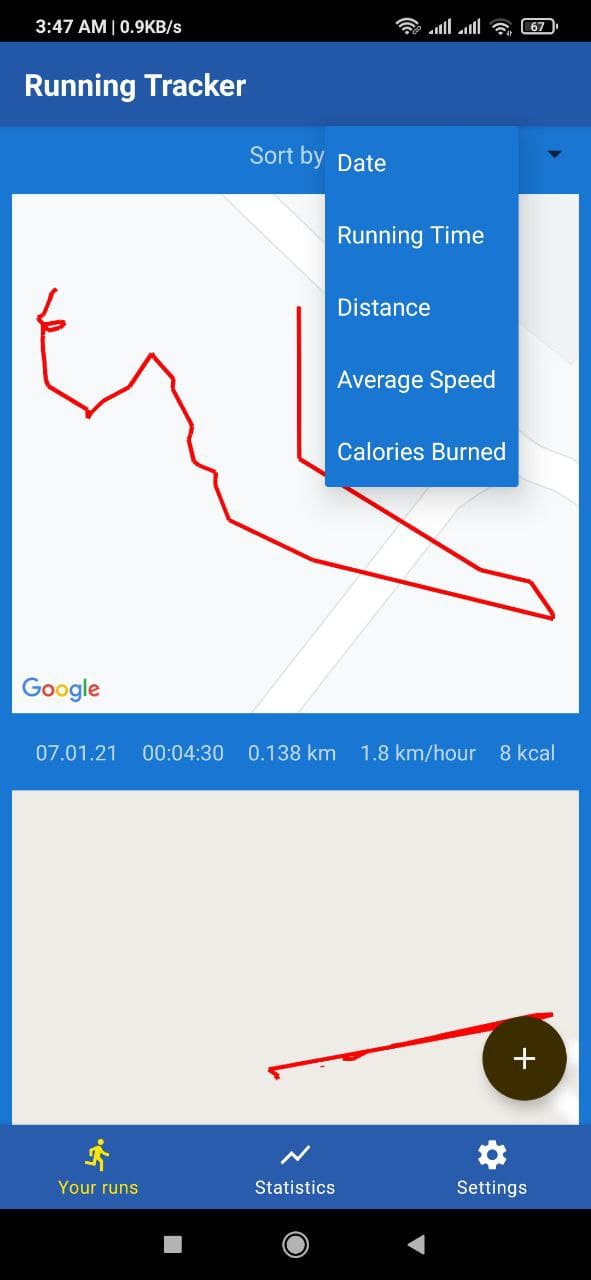 3:47 AM | 0.9KB/s 67
Running Tracker
Sort by
Date
Running Time
Distance
Average Speed
Calories Burned
Google
07.01.21 00:04:30 0.138 km 1.8 km/hour 8 kcal
+
Your runs Statistics Settings